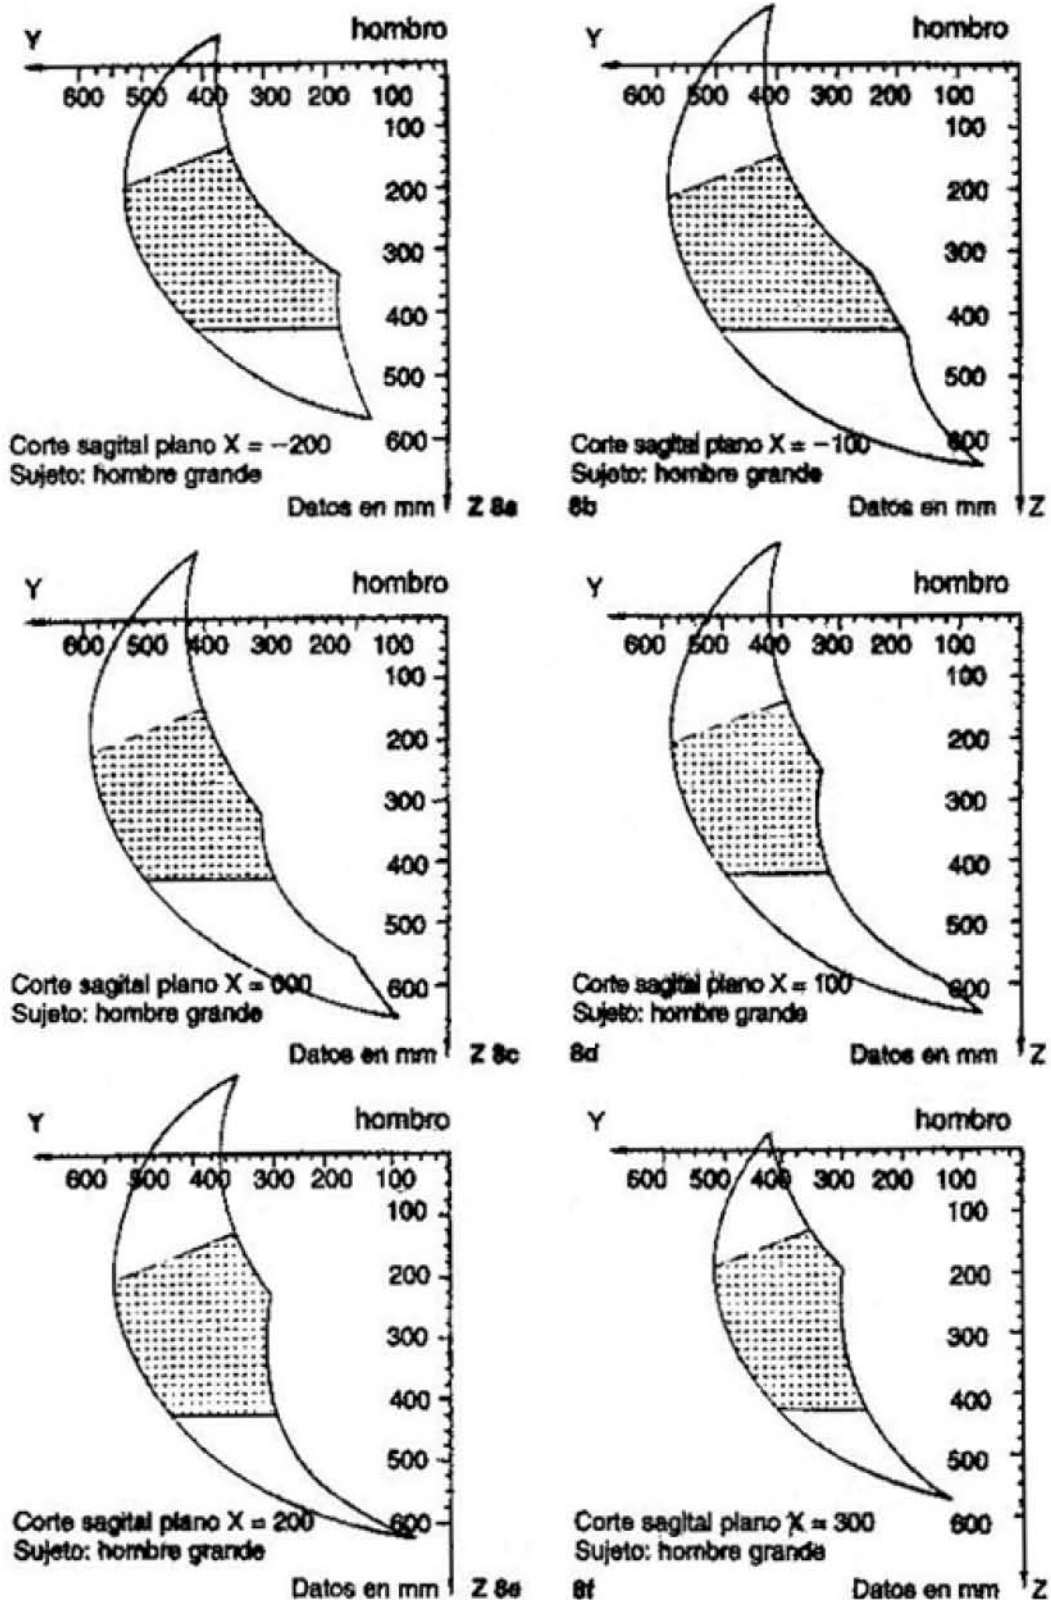 Y hombro
600 500 400 300 200 100
100
200
300
400
500
600
Corte sagital plano X = -200
Sujeto: hombre grande
Datos en mm Z 8a
Y hombro
600 500 400 300 200 100
100
200
300
400
500
600
Corte sagital plano X = -100
Sujeto: hombre grande
8b Datos en mm Z
Y hombro
600 500 400 300 200 100
100
200
300
400
500
600
Corte sagital plano X = 000
Sujeto: hombre grande
Datos en mm Z 8c
Y hombro
600 500 400 300 200 100
100
200
300
400
500
600
Corte sagital plano X = 100
Sujeto: hombre grande
8d Datos en mm Z
Y hombro
600 500 400 300 200 100
100
200
300
400
500
600
Corte sagital plano X = 200
Sujeto: hombre grande
Datos en mm Z 8e
Y hombro
600 500 400 300 200 100
100
200
300
400
500
600
Corte sagital plano X = 300
Sujeto: hombre grande
8f Datos en mm Z